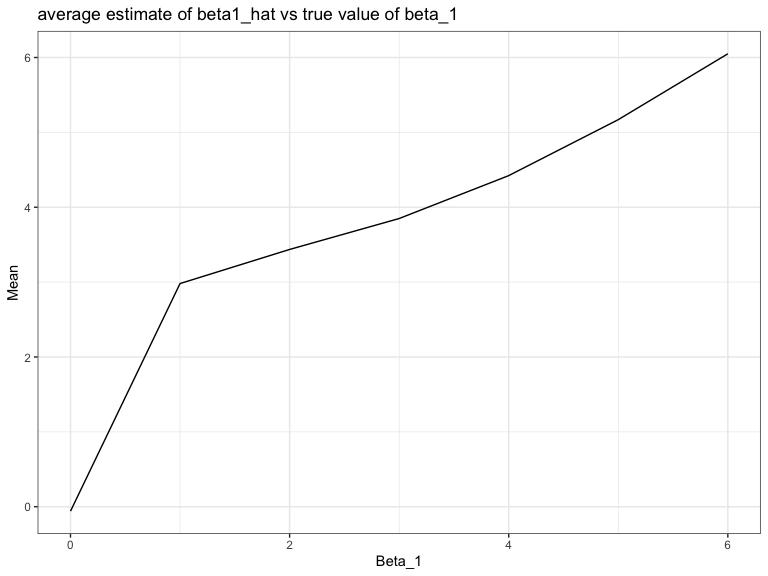 average estimate of beta1_hat vs true value of beta_1
6
4
2
0
Mean
0 2 4 6
Beta_1